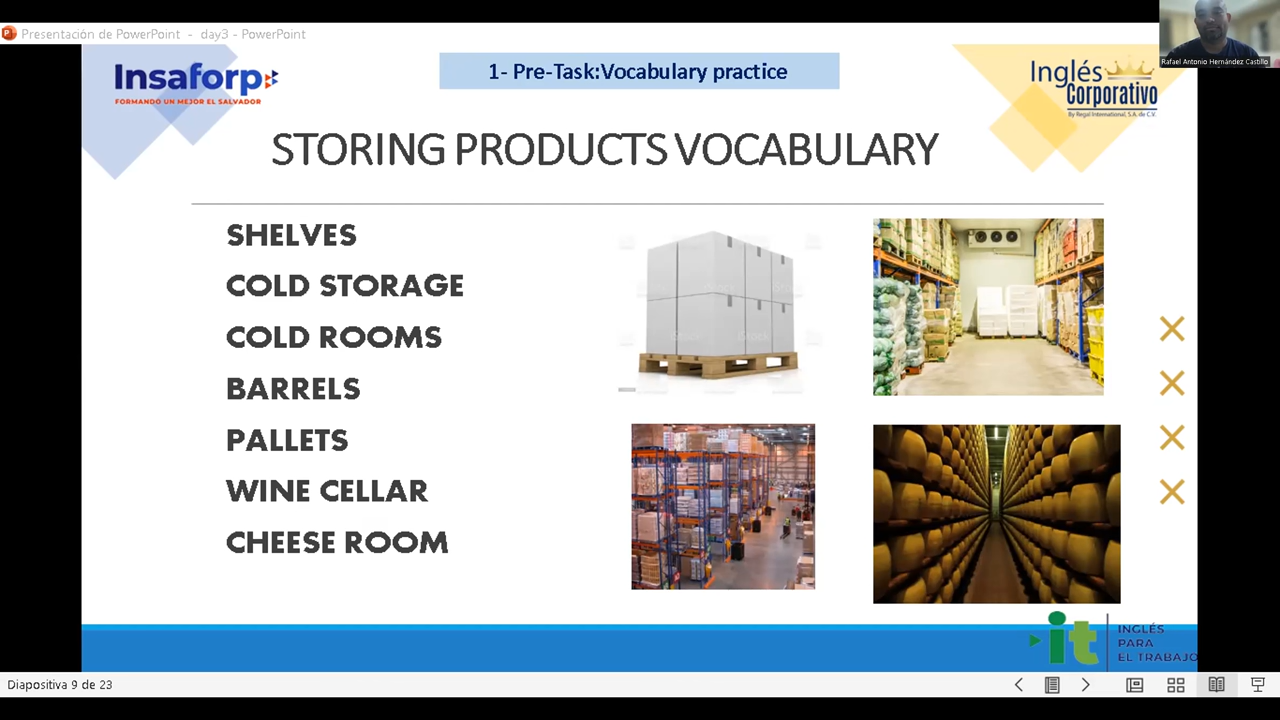 Presentación de PowerPoint - day3 - PowerPoint
Rafael Antonio Hernández Castillo
Insaforp
FORMANDO UN MEJOR EL SALVADOR
1- Pre-Task:Vocabulary practice
Inglés
Corporativo
By Regal International, S.A. de C.V.
STORING PRODUCTS VOCABULARY
SHELVES
COLD STORAGE
COLD ROOMS
BARRELS
PALLETS
WINE CELLAR
CHEESE ROOM
it
INGLÉS
PARA
EL TRABAJO
Diapositiva 9 de 23